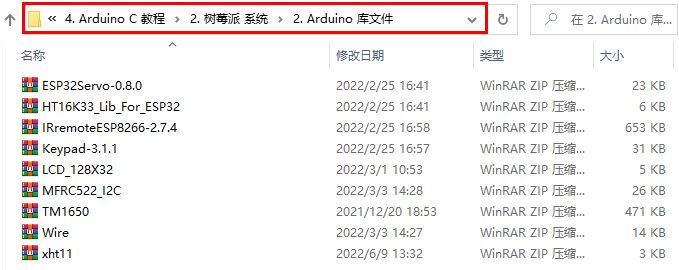 « 4. Arduino C 教程 > 2. 树莓派 系统 > 2. Arduino 库文件 在 2. Arduino 库...
名称 修改日期 类型 大小
ESP32Servo-0.8.0 2022/2/25 16:41 WinRAR ZIP 压缩... 23 KB
HT16K33_Lib_For_ESP32 2022/2/25 16:41 WinRAR ZIP 压缩... 6 KB
IRremoteESP8266-2.7.4 2022/2/25 16:58 WinRAR ZIP 压缩... 653 KB
Keypad-3.1.1 2022/2/25 16:57 WinRAR ZIP 压缩... 31 KB
LCD_128X32 2022/3/1 10:53 WinRAR ZIP 压缩... 5 KB
MFRC522_I2C 2022/3/3 14:28 WinRAR ZIP 压缩... 26 KB
TM1650 2021/12/20 18:53 WinRAR ZIP 压缩... 471 KB
Wire 2022/3/3 14:27 WinRAR ZIP 压缩... 14 KB
xht11 2022/6/9 13:32 WinRAR ZIP 压缩... 3 KB